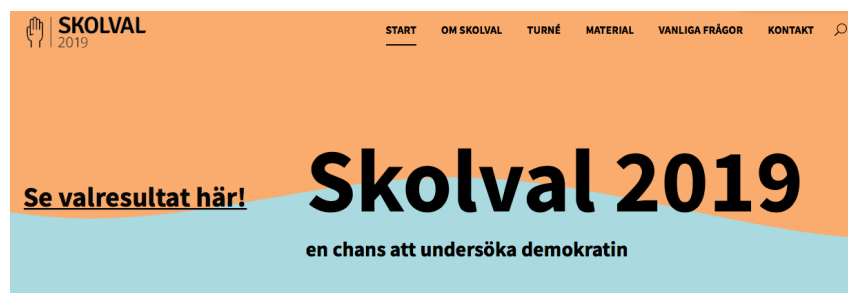 SKOLVAL
2019
START OM SKOLVAL TURNÉ MATERIAL VANLIGA FRÅGOR KONTAKT
Skolval 2019
Se valresultat här!
en chans att undersöka demokratin